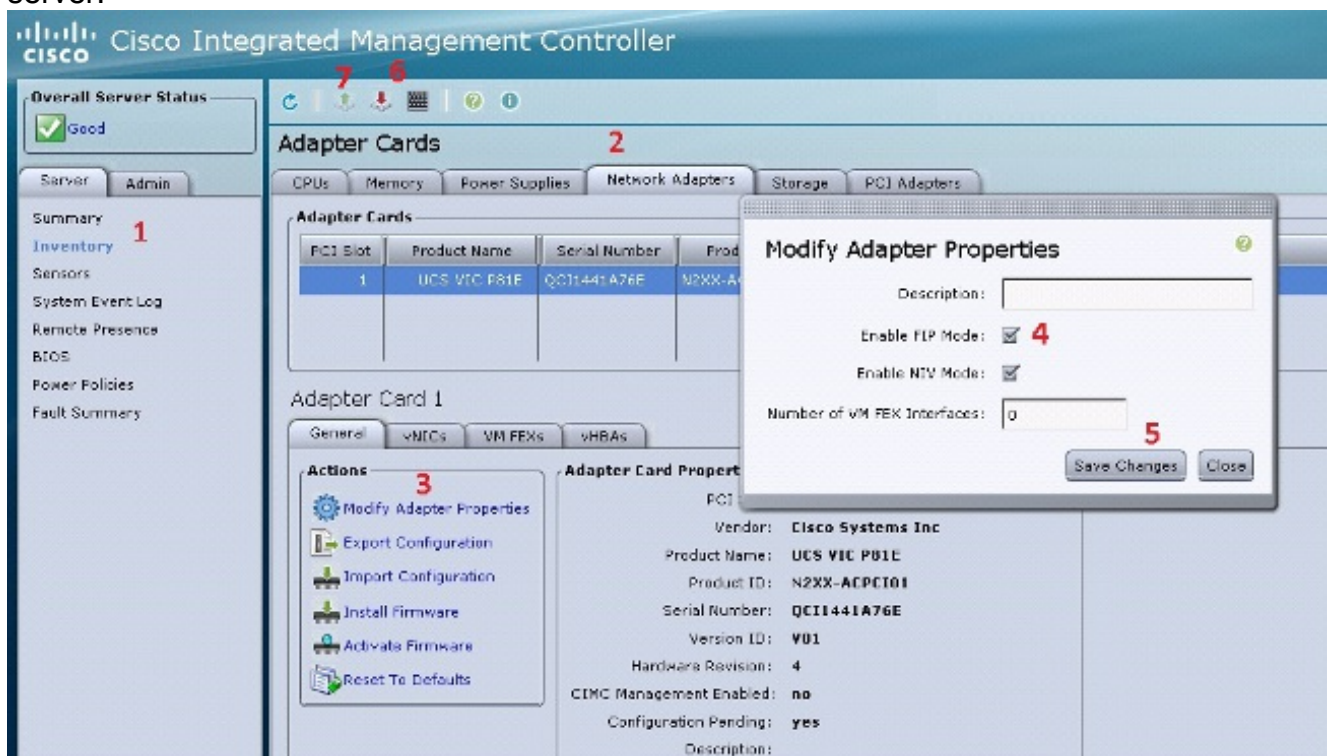 cisco Cisco Integrated Management Controller
7 6
Overall Server Status
Good
Adapter Cards
2
Server Admin
CPUs Memory Power Supplies Network Adapters Storage PCI Adapters
Summary
1
Inventory
Sensors
System Event Log
Remote Presence
BIOS
Power Policies
Fault Summary
Adapter Cards
PCI Slot Product Name Serial Number Prod
1 UCS VIC P81E QCI1441A76E N2XX-A
Modify Adapter Properties
Description:
Enable FIP Mode: 4
Enable NIV Mode:
Number of VM FEX Interfaces: 0
5
Save Changes Close
Adapter Card 1
General vNICs VM FEXs vHBAs
Actions
3
Modify Adapter Properties
Export Configuration
Import Configuration
Install Firmware
Activate Firmware
Reset To Defaults
Adapter Card Propert
PCI
Vendor: Cisco Systems Inc
Product Name: UCS VIC P81E
Product ID: N2XX-ACPCI01
Serial Number: QCI1441A76E
Version ID: V01
Hardware Revision: 4
CIMC Management Enabled: no
Configuration Pending: yes
Description: